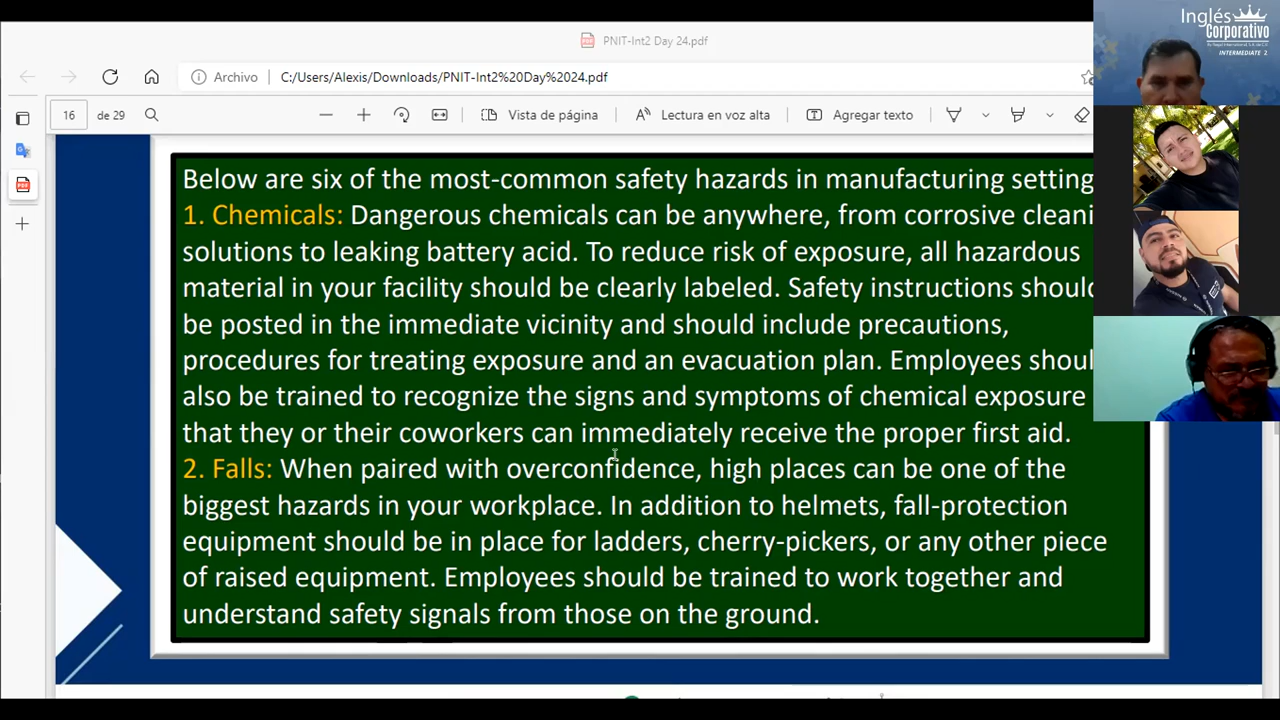 PNIT-Int2 Day 24.pdf
Archivo C:/Users/Alexis/Downloads/PNIT-Int2%20Day%2024.pdf
16 de 29 Vista de página Lectura en voz alta Agregar texto
Inglés
Corporativo
INTERMEDIATE 2
Below are six of the most-common safety hazards in manufacturing setting
1. Chemicals: Dangerous chemicals can be anywhere, from corrosive cleani
solutions to leaking battery acid. To reduce risk of exposure, all hazardous
material in your facility should be clearly labeled. Safety instructions should
be posted in the immediate vicinity and should include precautions,
procedures for treating exposure and an evacuation plan. Employees shoul
also be trained to recognize the signs and symptoms of chemical exposure
that they or their coworkers can immediately receive the proper first aid.
2. Falls: When paired with overconfidence, high places can be one of the
biggest hazards in your workplace. In addition to helmets, fall-protection
equipment should be in place for ladders, cherry-pickers, or any other piece
of raised equipment. Employees should be trained to work together and
understand safety signals from those on the ground.